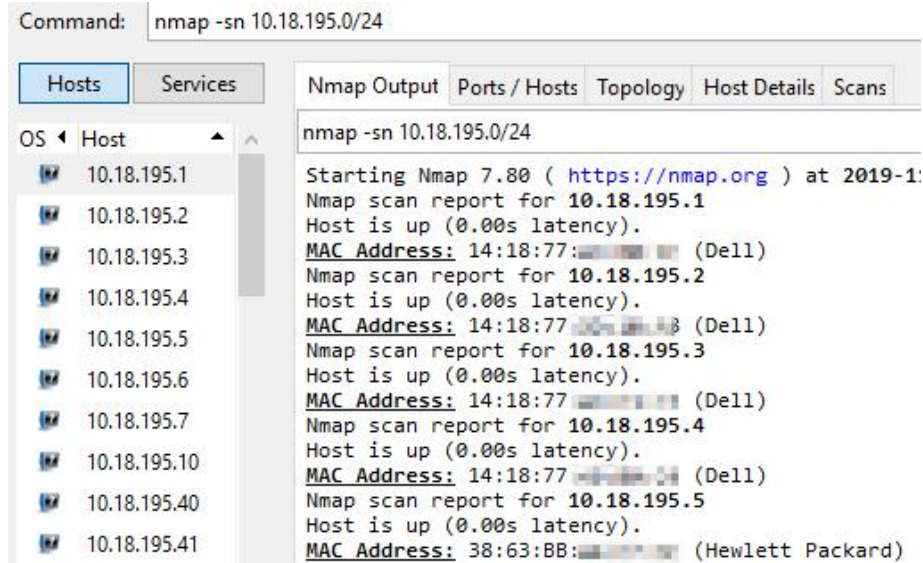 Command: nmap -sn 10.18.195.0/24
Hosts Services
OS Host
10.18.195.1
10.18.195.2
10.18.195.3
10.18.195.4
10.18.195.5
10.18.195.6
10.18.195.7
10.18.195.10
10.18.195.40
10.18.195.41
Nmap Output Ports / Hosts Topology Host Details Scans
nmap -sn 10.18.195.0/24
Starting Nmap 7.80 ( https://nmap.org ) at 2019-11
Nmap scan report for 10.18.195.1
Host is up (0.00s latency).
MAC Address: 14:18:77: (Dell)
Nmap scan report for 10.18.195.2
Host is up (0.00s latency).
MAC Address: 14:18:77 (Dell)
Nmap scan report for 10.18.195.3
Host is up (0.00s latency).
MAC Address: 14:18:77 (Dell)
Nmap scan report for 10.18.195.4
Host is up (0.00s latency).
MAC Address: 14:18:77 (Dell)
Nmap scan report for 10.18.195.5
Host is up (0.00s latency).
MAC Address: 38:63:BB: (Hewlett Packard)